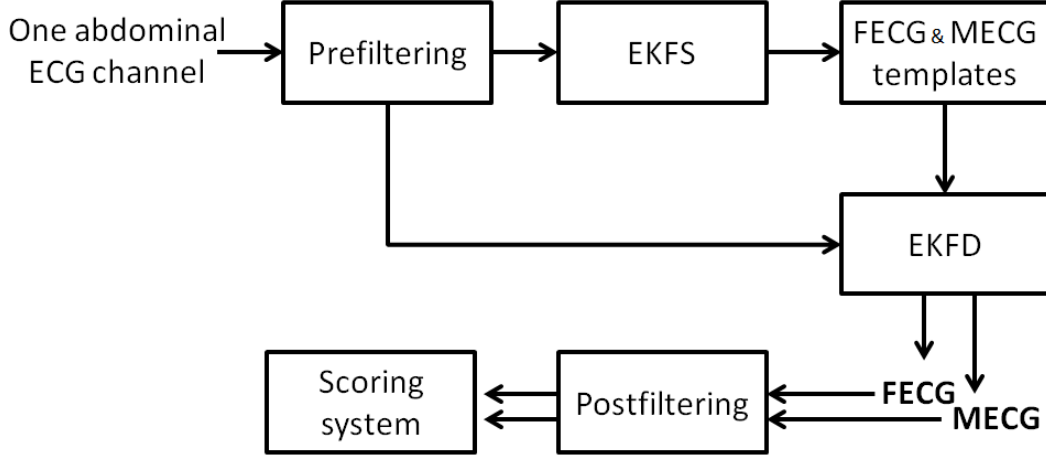 One abdominal
ECG channel
Prefiltering
EKFS
FECG & MECG
templates
EKFD
Scoring
system
Postfiltering
FECG
MECG